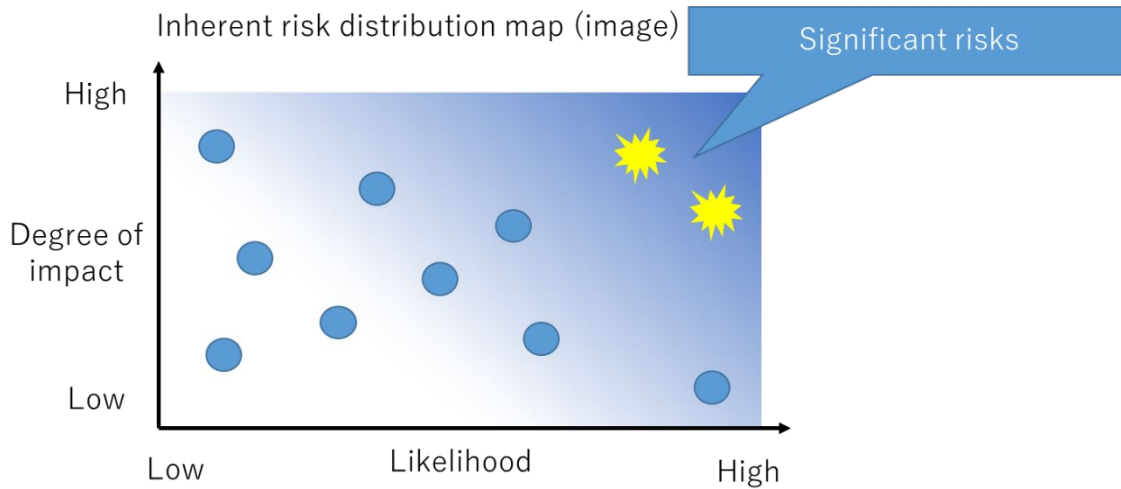 Inherent risk distribution map (image)
Significant risks
High
Degree of
impact
Low
Low
Likelihood
High